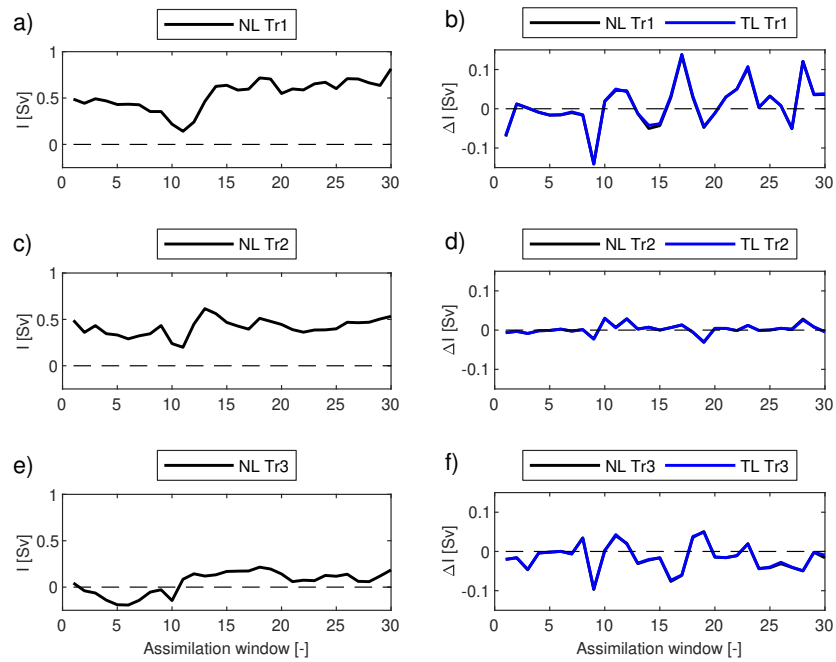 a)
NL Tr1
1
0.5
0
I [Sv]
0 5 10 15 20 25 30
b)
NL Tr1 TL Tr1
0.1
0
-0.1
Δ I [Sv]
0 5 10 15 20 25 30
c)
NL Tr2
1
0.5
0
I [Sv]
0 5 10 15 20 25 30
d)
NL Tr2 TL Tr2
0.1
0
-0.1
Δ I [Sv]
0 5 10 15 20 25 30
e)
NL Tr3
1
0.5
0
I [Sv]
0 5 10 15 20 25 30
Assimilation window [-]
f)
NL Tr3 TL Tr3
0.1
0
-0.1
Δ I [Sv]
0 5 10 15 20 25 30
Assimilation window [-]